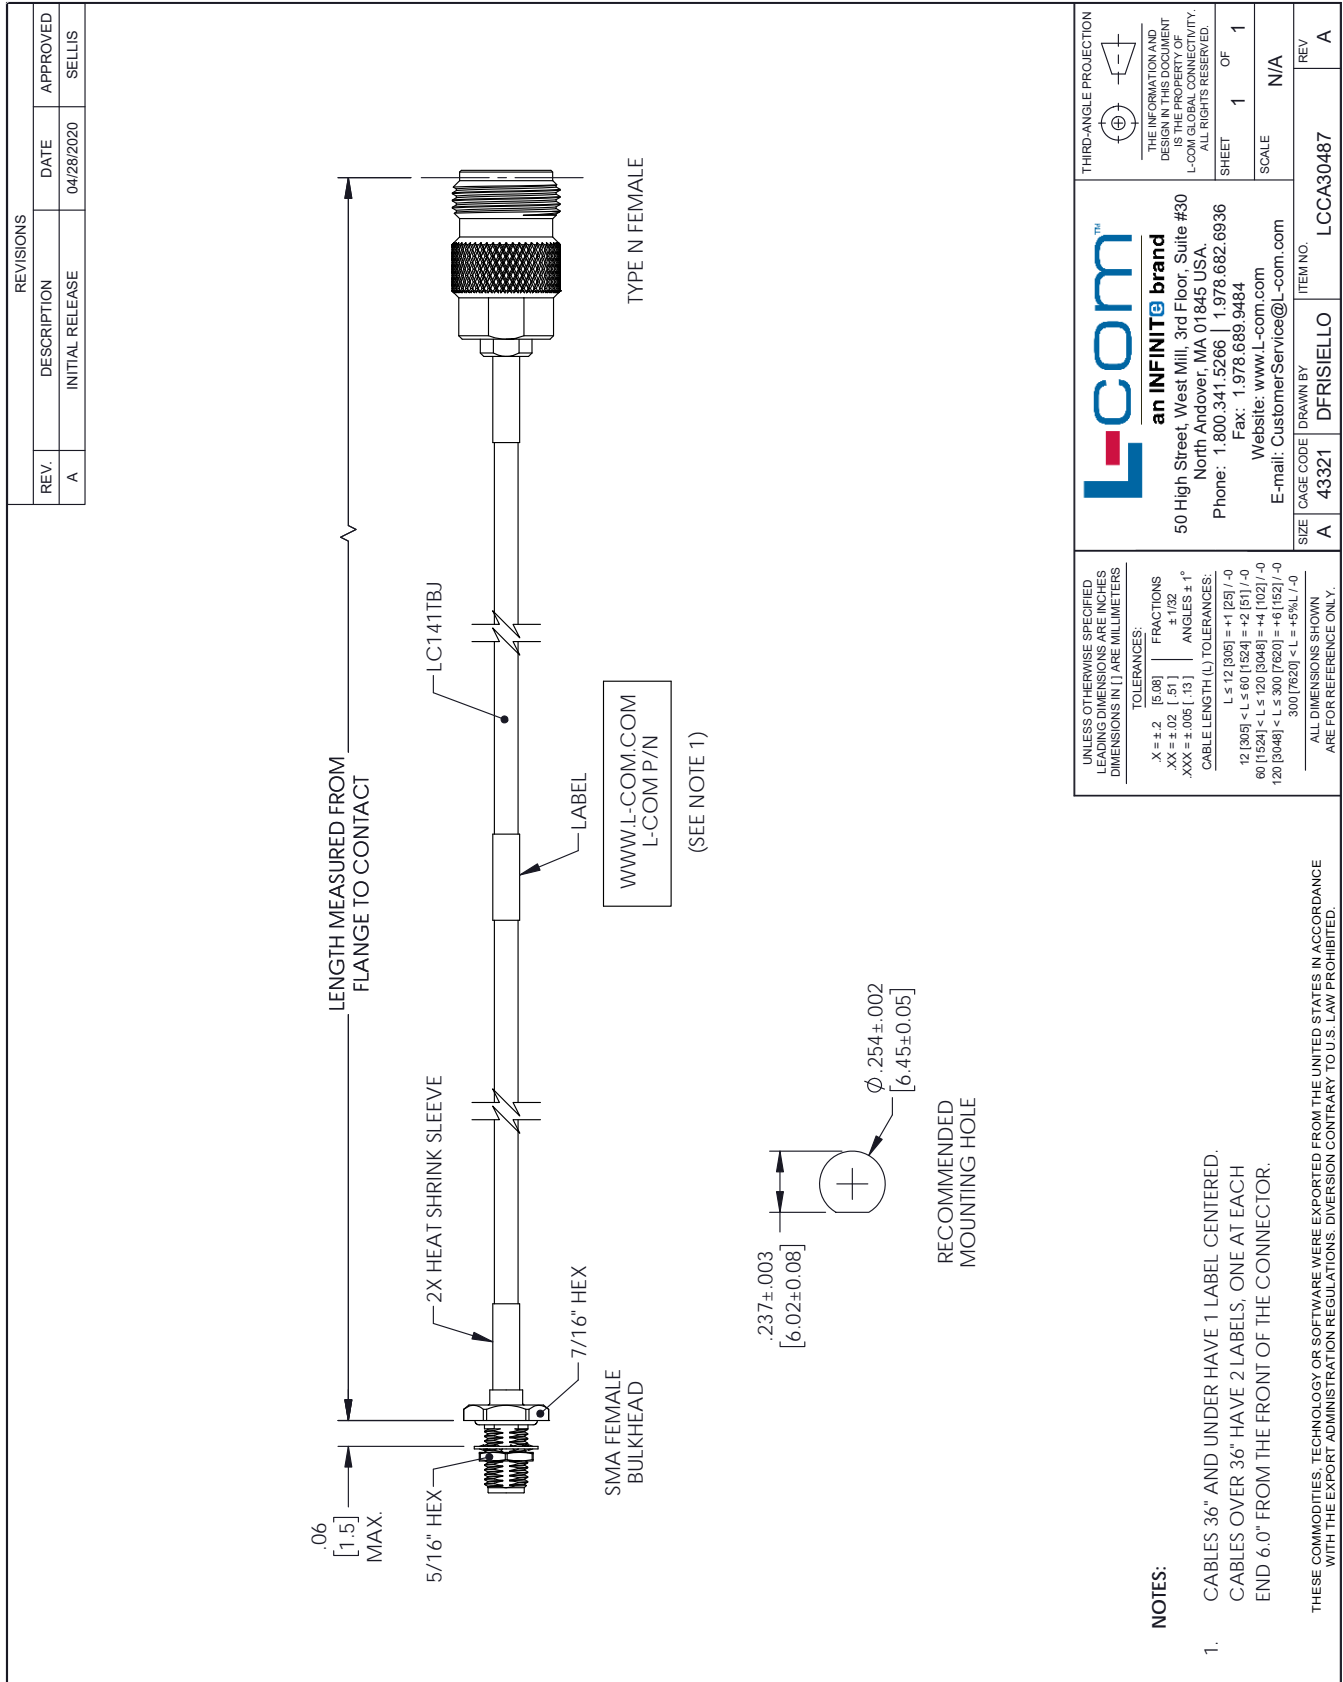 REVISIONS
REV. DESCRIPTION DATE APPROVED
A INITIAL RELEASE 04/28/2020 SELLIS
.06
[1.5]
MAX.
LENGTH MEASURED FROM
FLANGE TO CONTACT
5/16" HEX
2X HEAT SHRINK SLEEVE
LC141TBJ
7/16" HEX
LABEL
SMA FEMALE
BULKHEAD
WWW.L-COM.COM
L-COM P/N
(SEE NOTE 1)
TYPE N FEMALE
.237±.003
[6.02±0.08]
Ø .254±.002
[6.45±0.05]
RECOMMENDED
MOUNTING HOLE
NOTES:
1. CABLES 36" AND UNDER HAVE 1 LABEL CENTERED.
CABLES OVER 36" HAVE 2 LABELS, ONE AT EACH
END 6.0" FROM THE FRONT OF THE CONNECTOR.
THESE COMMODITIES, TECHNOLOGY OR SOFTWARE WERE EXPORTED FROM THE UNITED STATES IN ACCORDANCE
WITH THE EXPORT ADMINISTRATION REGULATIONS. DIVERSION CONTRARY TO U.S. LAW PROHIBITED.
UNLESS OTHERWISE SPECIFIED
LEADING DIMENSIONS ARE INCHES
DIMENSIONS IN [ ] ARE MILLIMETERS
TOLERANCES:
.X = ± .2 [5.08] FRACTIONS
.XX = ± .02 [ .51 ] ± 1/32
.XXX = ± .005 [ .13 ] ANGLES ± 1°
CABLE LENGTH (L) TOLERANCES:
L ≤ 12 [305] = +1 [25] / -0
12 [305] < L ≤ 60 [1524] = +2 [51] / -0
60 [1524] < L ≤ 120 [3048] = +4 [102] / -0
120 [3048] < L ≤ 300 [7620] = +6 [152] / -0
300 [7620] < L = +5%L / -0
ALL DIMENSIONS SHOWN
ARE FOR REFERENCE ONLY.
L-com™
an INFINITe brand
50 High Street, West Mill, 3rd Floor, Suite #30
North Andover, MA 01845 USA.
Phone: 1.800.341.5266 | 1.978.682.6936
Fax: 1.978.689.9484
Website: www.L-com.com
E-mail: CustomerService@L-com.com
THIRD-ANGLE PROJECTION
THE INFORMATION AND
DESIGN IN THIS DOCUMENT
IS THE PROPERTY OF
L-COM GLOBAL CONNECTIVITY.
ALL RIGHTS RESERVED.
SHEET 1 OF 1
SCALE N/A
SIZE A
CAGE CODE 43321
DRAWN BY DFRISIELLO
ITEM NO. LCCA30487
REV A